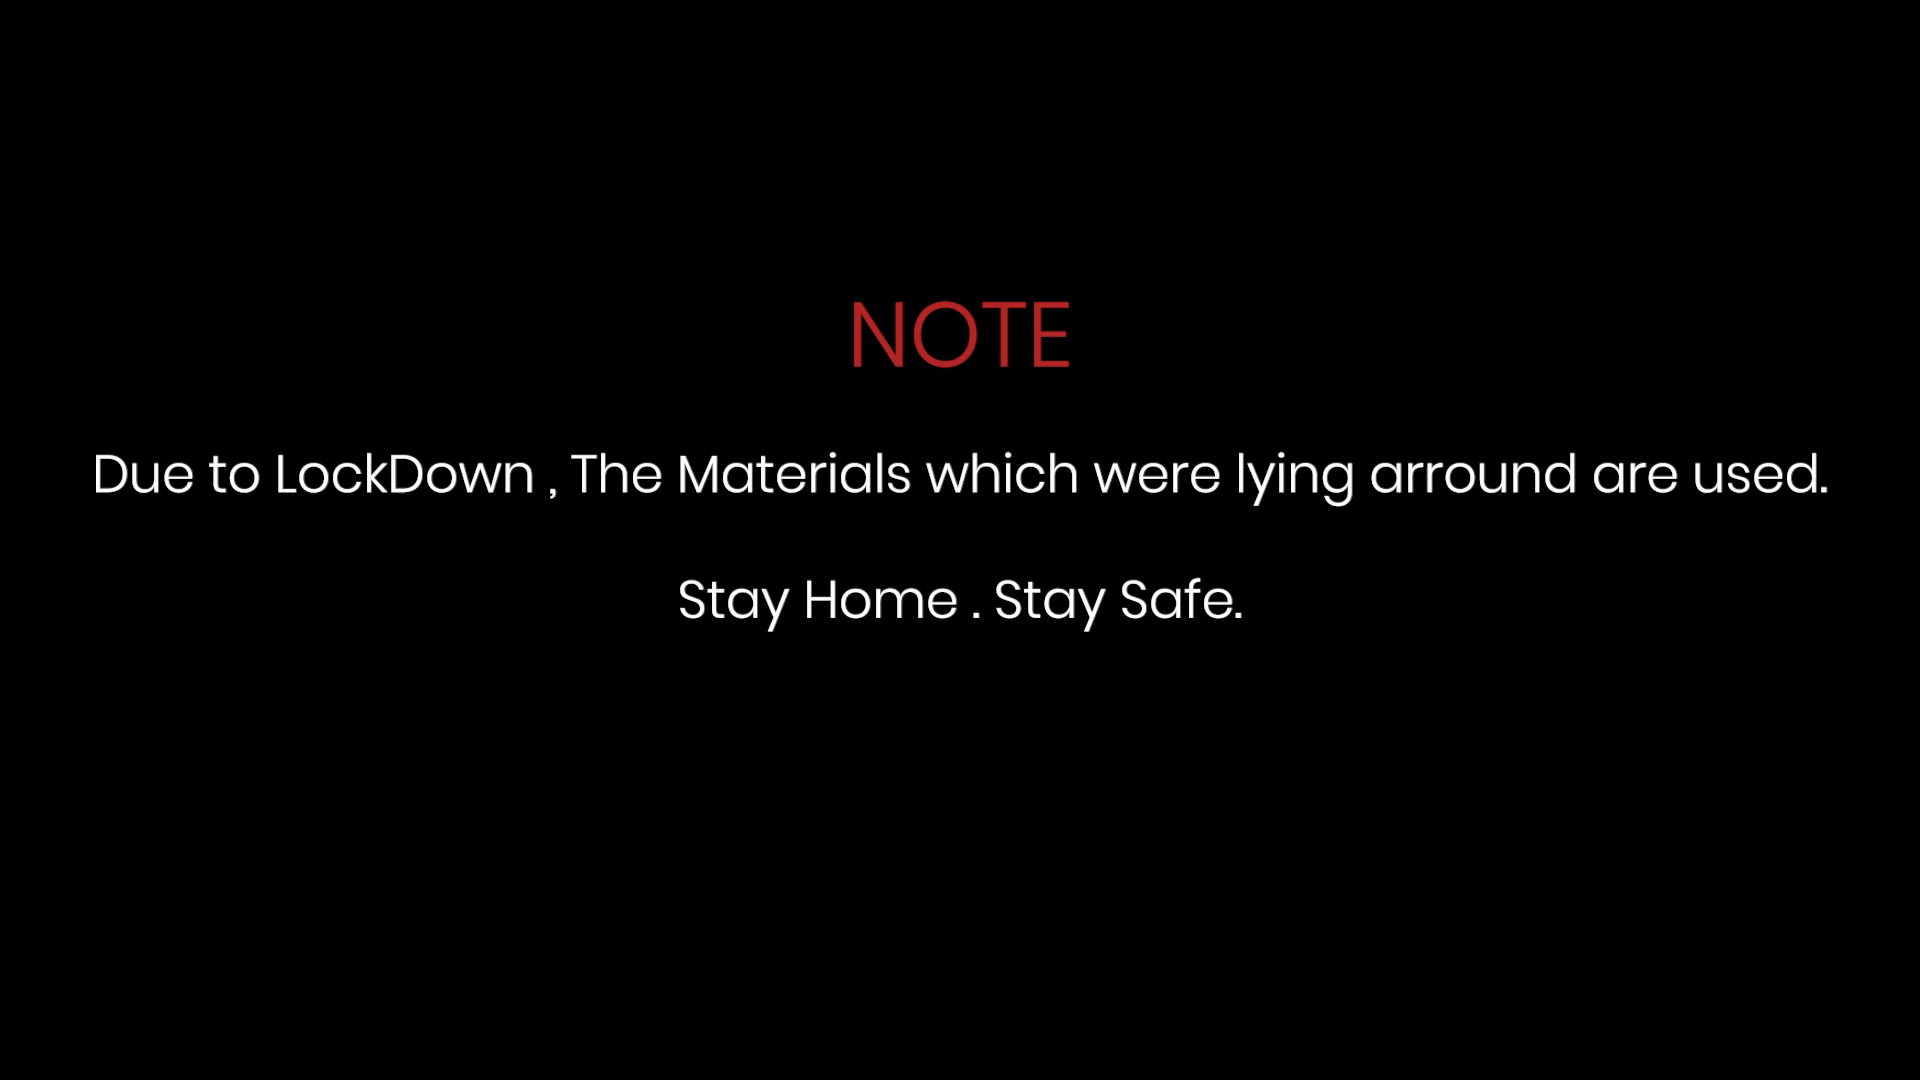 NOTE
Due to LockDown , The Materials which were lying arround are used.
Stay Home . Stay Safe.